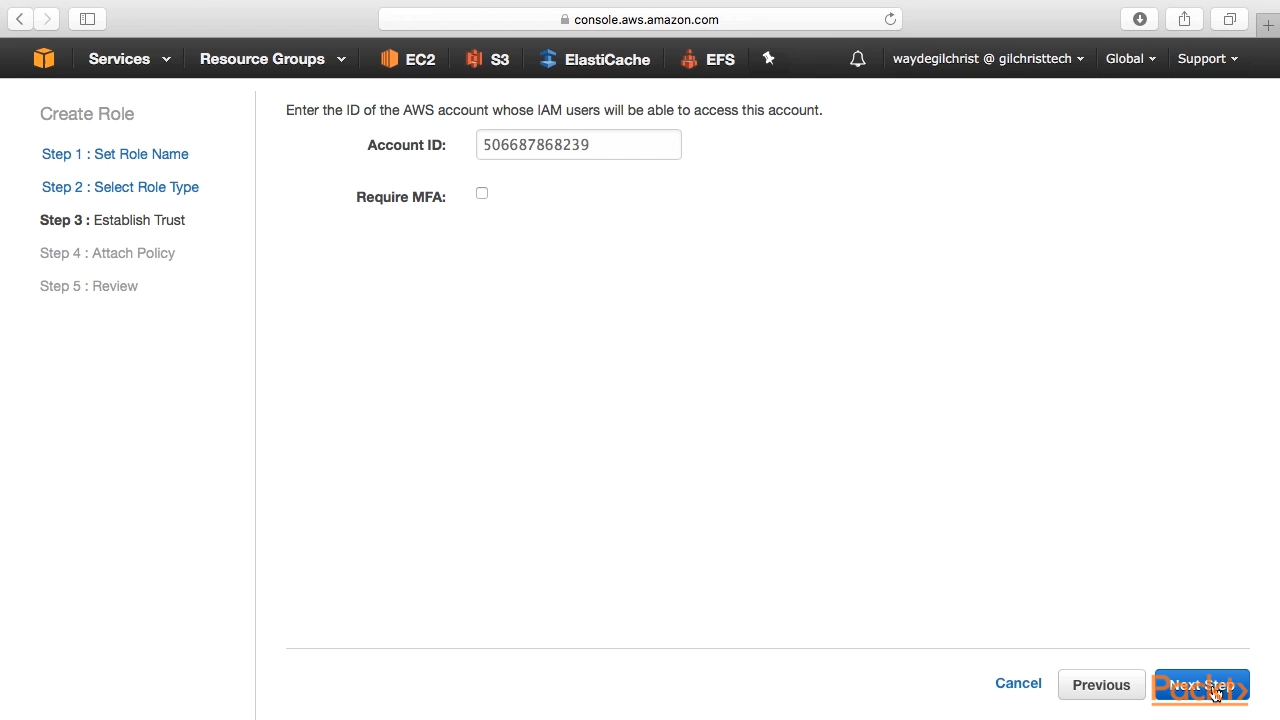 console.aws.amazon.com
Services
Resource Groups
EC2
S3
ElastiCache
EFS
waydegilchrist @ gilchristtech
Global
Support
Create Role
Step 1 : Set Role Name
Step 2 : Select Role Type
Step 3 : Establish Trust
Step 4 : Attach Policy
Step 5 : Review
Enter the ID of the AWS account whose IAM users will be able to access this account.
Account ID: 506687868239
Require MFA:
Cancel
Previous
Next Step
Packt>